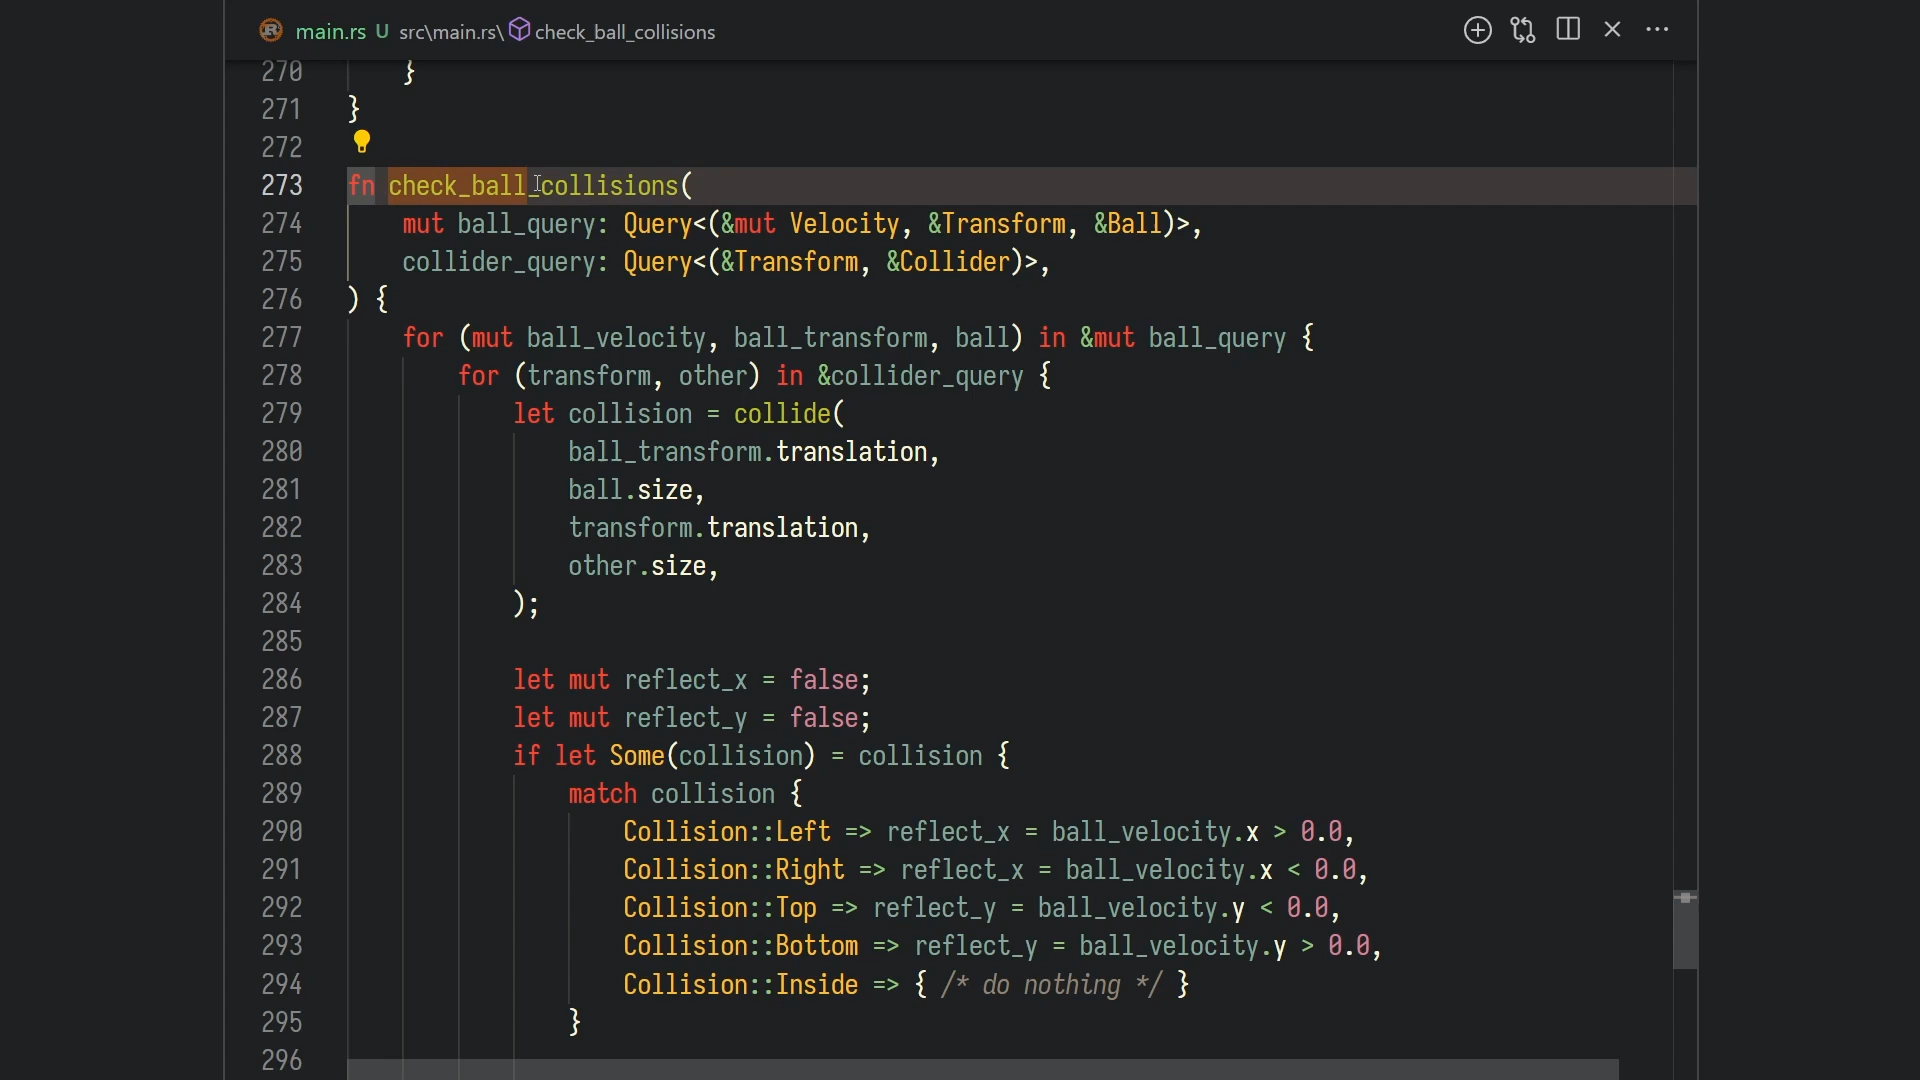 main.rs U src\main.rs\ check_ball_collisions
270 }
271 }
272
273 fn check_ball_collisions(
274 mut ball_query: Query<(&mut Velocity, &Transform, &Ball)>,
275 collider_query: Query<(&Transform, &Collider)>,
276 ) {
277 for (mut ball_velocity, ball_transform, ball) in &mut ball_query {
278 for (transform, other) in &collider_query {
279 let collision = collide(
280 ball_transform.translation,
281 ball.size,
282 transform.translation,
283 other.size,
284 );
285
286 let mut reflect_x = false;
287 let mut reflect_y = false;
288 if let Some(collision) = collision {
289 match collision {
290 Collision::Left => reflect_x = ball_velocity.x > 0.0,
291 Collision::Right => reflect_x = ball_velocity.x < 0.0,
292 Collision::Top => reflect_y = ball_velocity.y < 0.0,
293 Collision::Bottom => reflect_y = ball_velocity.y > 0.0,
294 Collision::Inside => { /* do nothing */ }
295 }
296